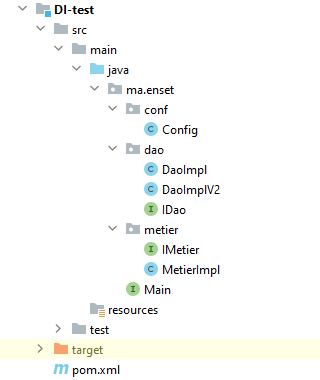 DI-test
src
main
java
ma.enset
conf
Config
dao
DaoImpl
DaoImplV2
IDao
metier
IMetier
MetierImpl
Main
resources
test
target
pom.xml